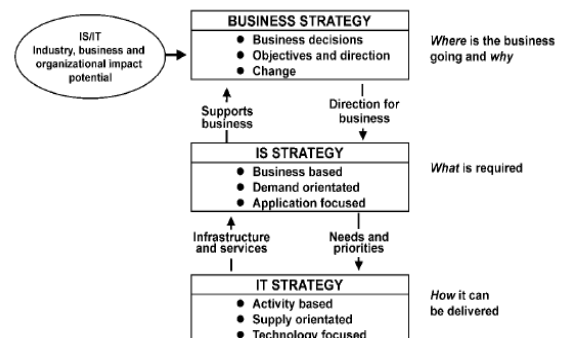 IS/IT
Industry, business and
organizational impact
potential
BUSINESS STRATEGY
● Business decisions
● Objectives and direction
● Change
Where is the business
going and why
Supports
business
Direction for
business
IS STRATEGY
● Business based
● Demand orientated
● Application focused
What is required
Infrastructure
and services
Needs and
priorities
IT STRATEGY
● Activity based
● Supply orientated
● Technology focused
How it can
be delivered